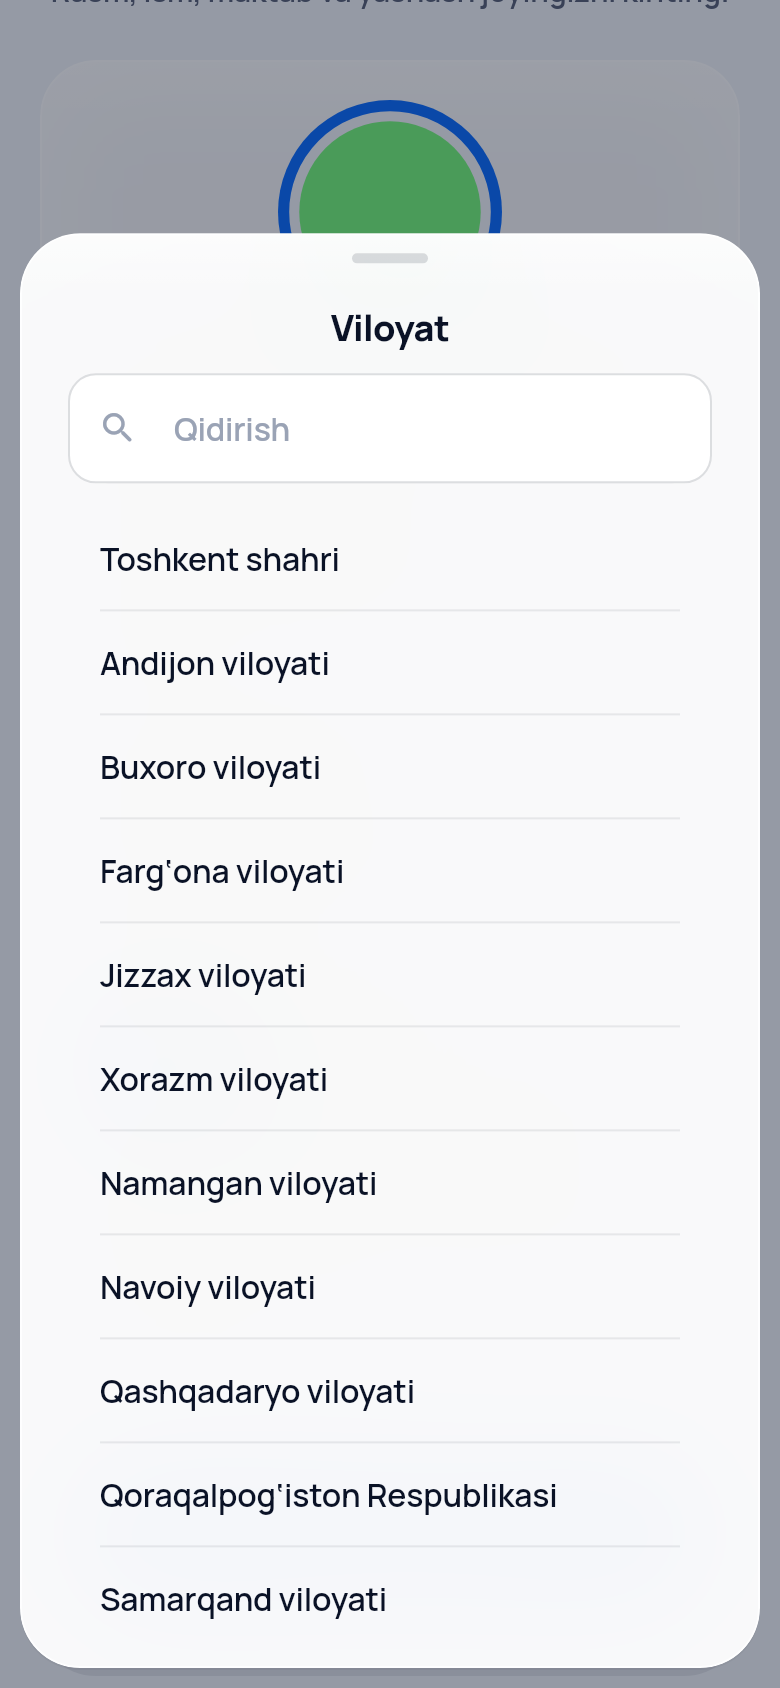 Viloyat
Qidirish
Toshkent shahri
Andijon viloyati
Buxoro viloyati
Farg‘ona viloyati
Jizzax viloyati
Xorazm viloyati
Namangan viloyati
Navoiy viloyati
Qashqadaryo viloyati
Qoraqalpog‘iston Respublikasi
Samarqand viloyati